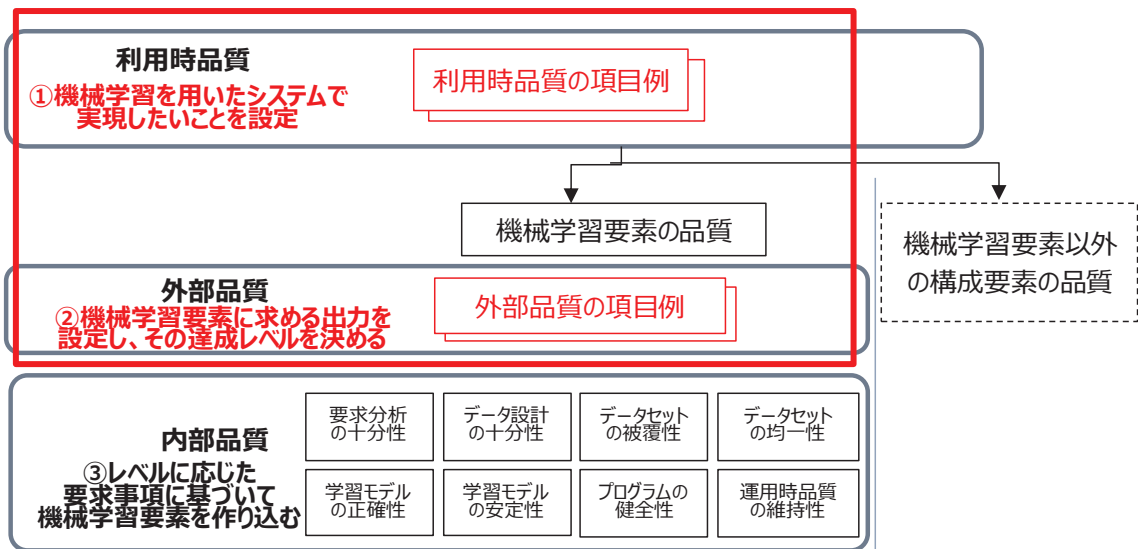 利用時品質
①機械学習を用いたシステムで
実現したいことを設定
利用時品質の項目例
機械学習要素の品質
機械学習要素以外
の構成要素の品質
外部品質
②機械学習要素に求める出力を
設定し、その達成レベルを決める
外部品質の項目例
内部品質
③レベルに応じた
要求事項に基づいて
機械学習要素を作り込む
要求分析
の十分性
データ設計
の十分性
データセット
の被覆性
データセット
の均一性
学習モデル
の正確性
学習モデル
の安定性
プログラムの
健全性
運用時品質
の維持性